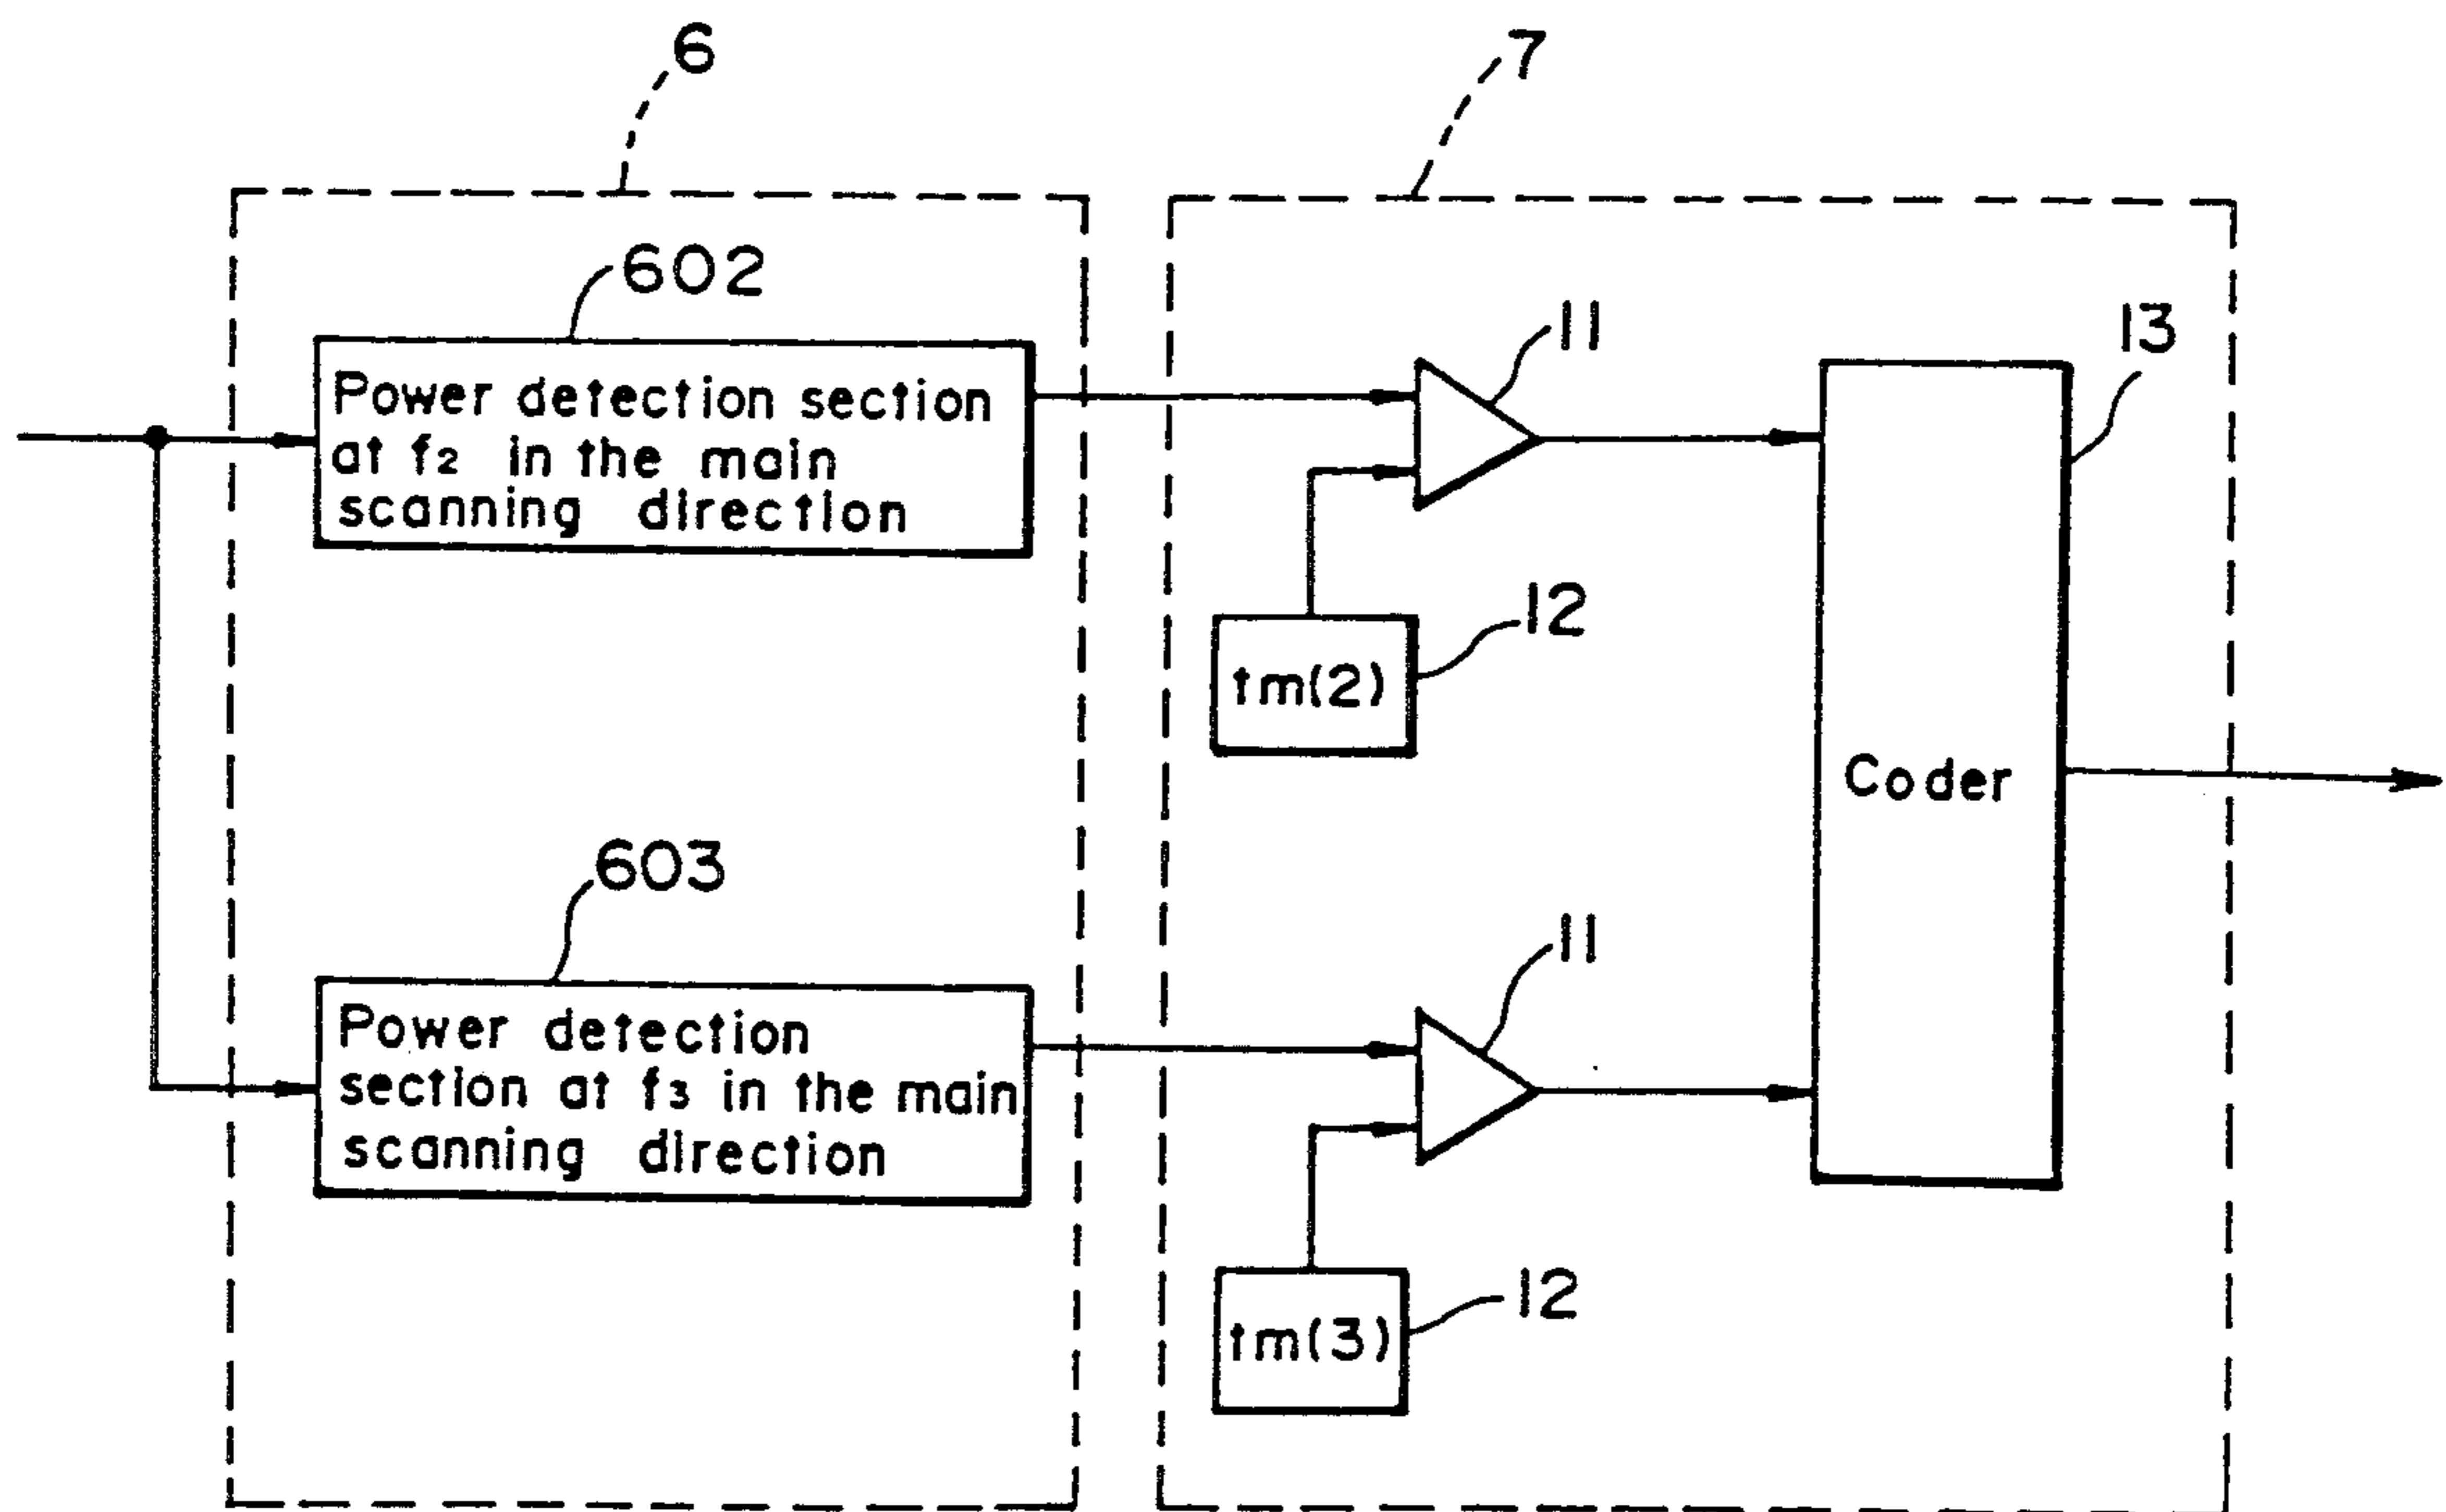 6
7
602
Power detection section
at f2 in the main
scanning direction
11
13
12
tm(2)
Coder
603
Power detection
section at f3 in the main
scanning direction
11
12
tm(3)